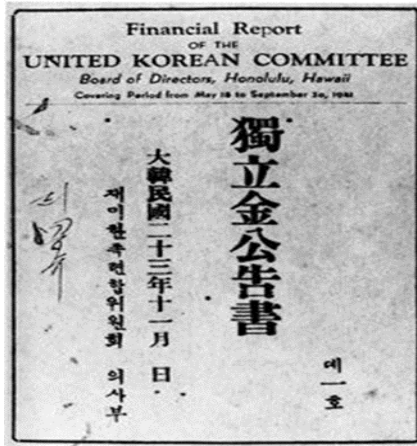 Financial Report
OF THE
UNITED KOREAN COMMITTEE
Board of Directors, Honolulu, Hawaii
Covering Period from May 18 to September 30, 1941
뎨一호
獨立金公告書
大韓民國二十三年十一月 日
재미한족련합위원회 의사부